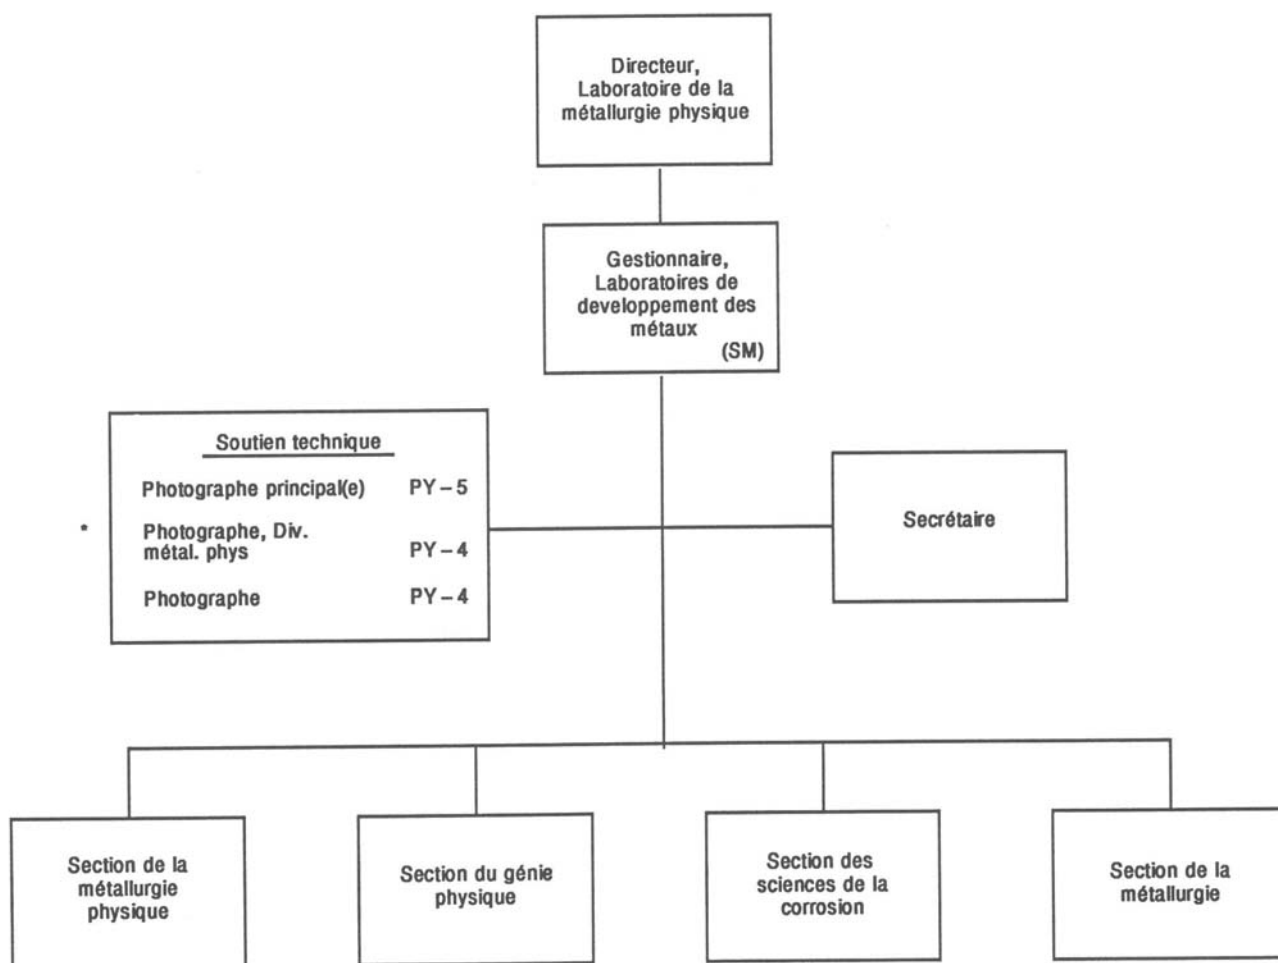 Directeur,
Laboratoire de la
métallurgie physique
Gestionnaire,
Laboratoires de
developpement des
métaux
(SM)
Soutien technique
Photographe principal(e) PY – 5
* Photographe, Div.
métal. phys PY – 4
Photographe PY – 4
Secrétaire
Section de la
métallurgie
physique
Section du génie
physique
Section des
sciences de la
corrosion
Section de la
métallurgie